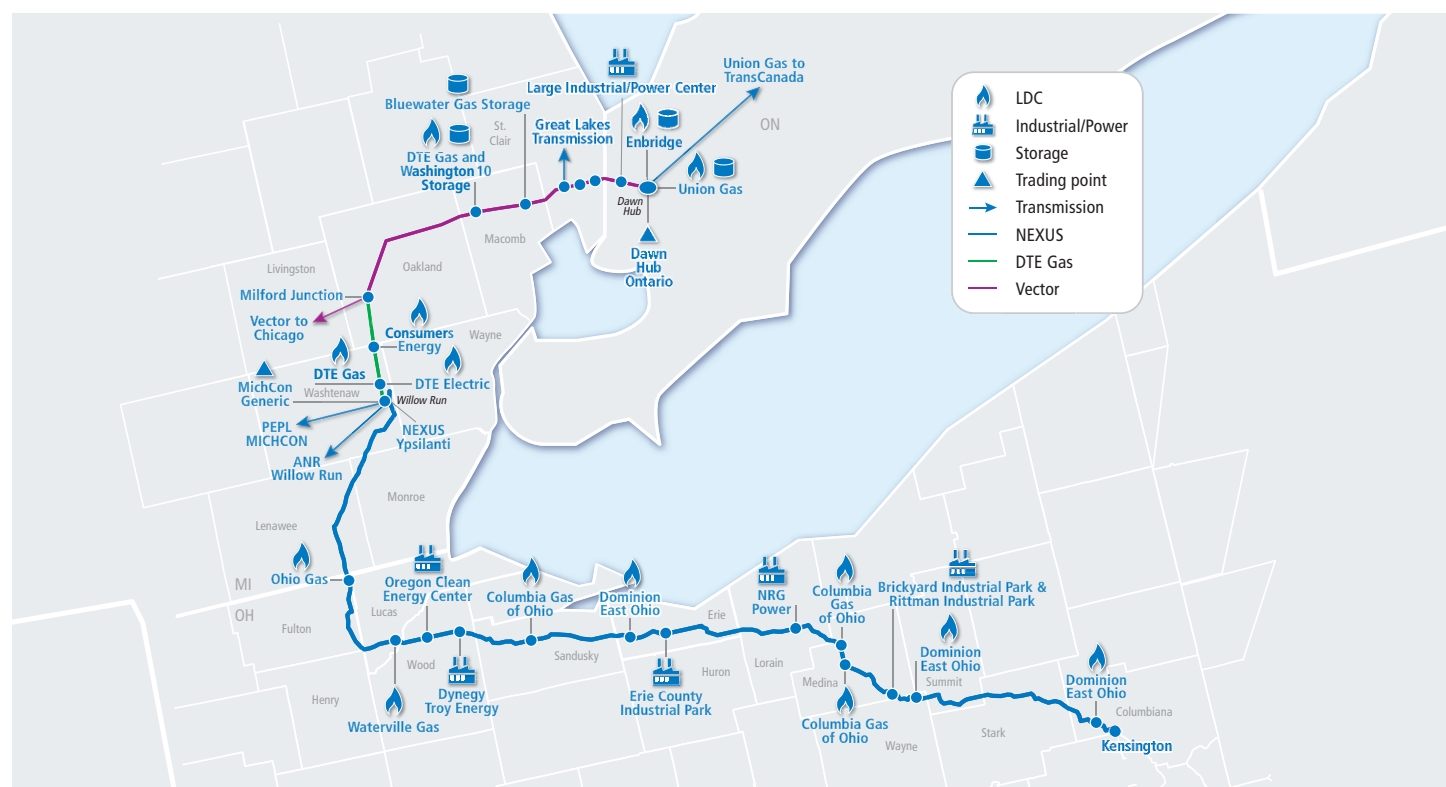 Large Industrial/Power Center
Union Gas to
TransCanada
Bluewater Gas Storage
St.
Clair
Great Lakes
Transmission
Enbridge
ON
DTE Gas and
Washington 10
Storage
Union Gas
Dawn
Hub
Macomb
Dawn
Hub
Ontario
Livingston
Oakland
Milford Junction
Vector to
Chicago
Consumers
Energy
Wayne
DTE Gas
DTE Electric
MichCon
Generic
Washtenaw
Willow Run
PEPL
MICHCON
NEXUS
Ypsilanti
ANR
Willow Run
Monroe
Lenawee
MI
OH
Ohio Gas
Oregon Clean
Energy Center
Lucas
Fulton
Columbia Gas
of Ohio
Dominion
East Ohio
Erie
NRG
Power
Columbia
Gas
of Ohio
Brickyard Industrial Park &
Rittman Industrial Park
Dominion
East Ohio
Summit
Wood
Sandusky
Huron
Lorain
Medina
Henry
Waterville Gas
Dynegy
Troy Energy
Erie County
Industrial Park
Columbia Gas
of Ohio
Wayne
Stark
Dominion
East Ohio
Columbiana
Kensington
LDC
Industrial/Power
Storage
Trading point
Transmission
NEXUS
DTE Gas
Vector